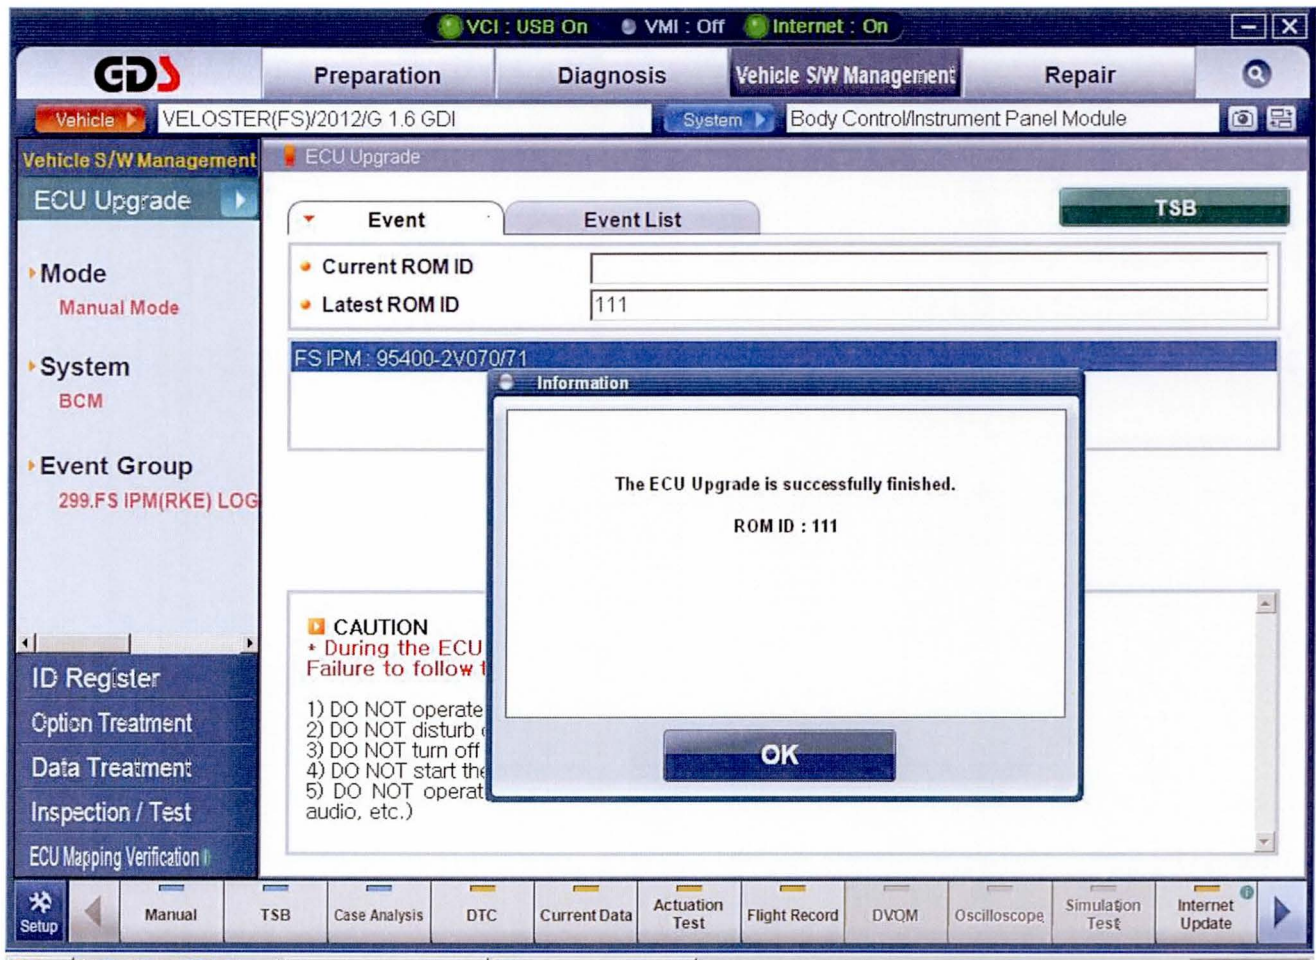 VCI : USB On VMI : Off Internet : On
GDS Preparation Diagnosis Vehicle S/W Management Repair
Vehicle VELOSTER(FS)/2012/G 1.6 GDI System Body Control/Instrument Panel Module
Vehicle S/W Management
ECU Upgrade
ECU Upgrade
Mode
Manual Mode
System
BCM
Event Group
299.FS IPM(RKE) LOG
ID Register
Option Treatment
Data Treatment
Inspection / Test
ECU Mapping Verification
Event Event List TSB
Current ROM ID
Latest ROM ID 111
FS IPM : 95400-2V070/71
Information
The ECU Upgrade is successfully finished.
ROM ID : 111
OK
CAUTION
* During the ECU
Failure to follow t
1) DO NOT operate
2) DO NOT disturb
3) DO NOT turn off
4) DO NOT start the
5) DO NOT operat
audio, etc.)
Setup Manual TSB Case Analysis DTC Current Data Actuation Test Flight Record DVOM Oscilloscope Simulation Test Internet Update